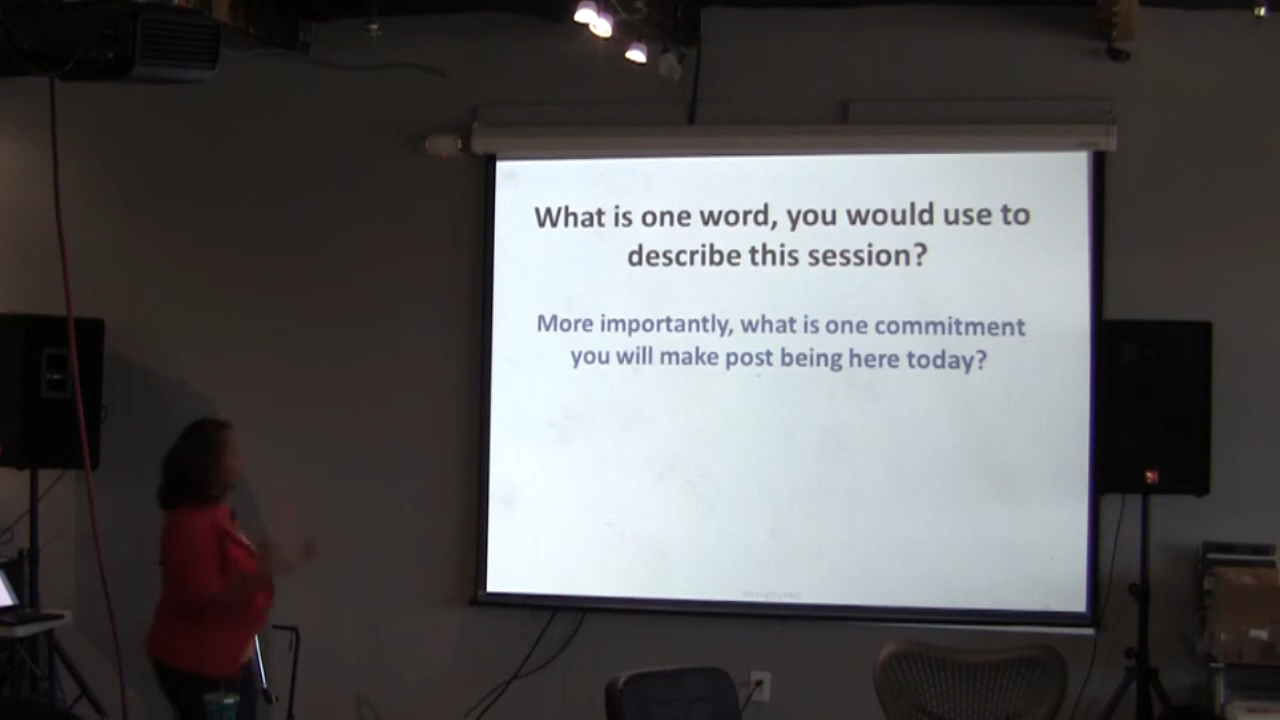 What is one word, you would use to
describe this session?
More importantly, what is one commitment
you will make post being here today?